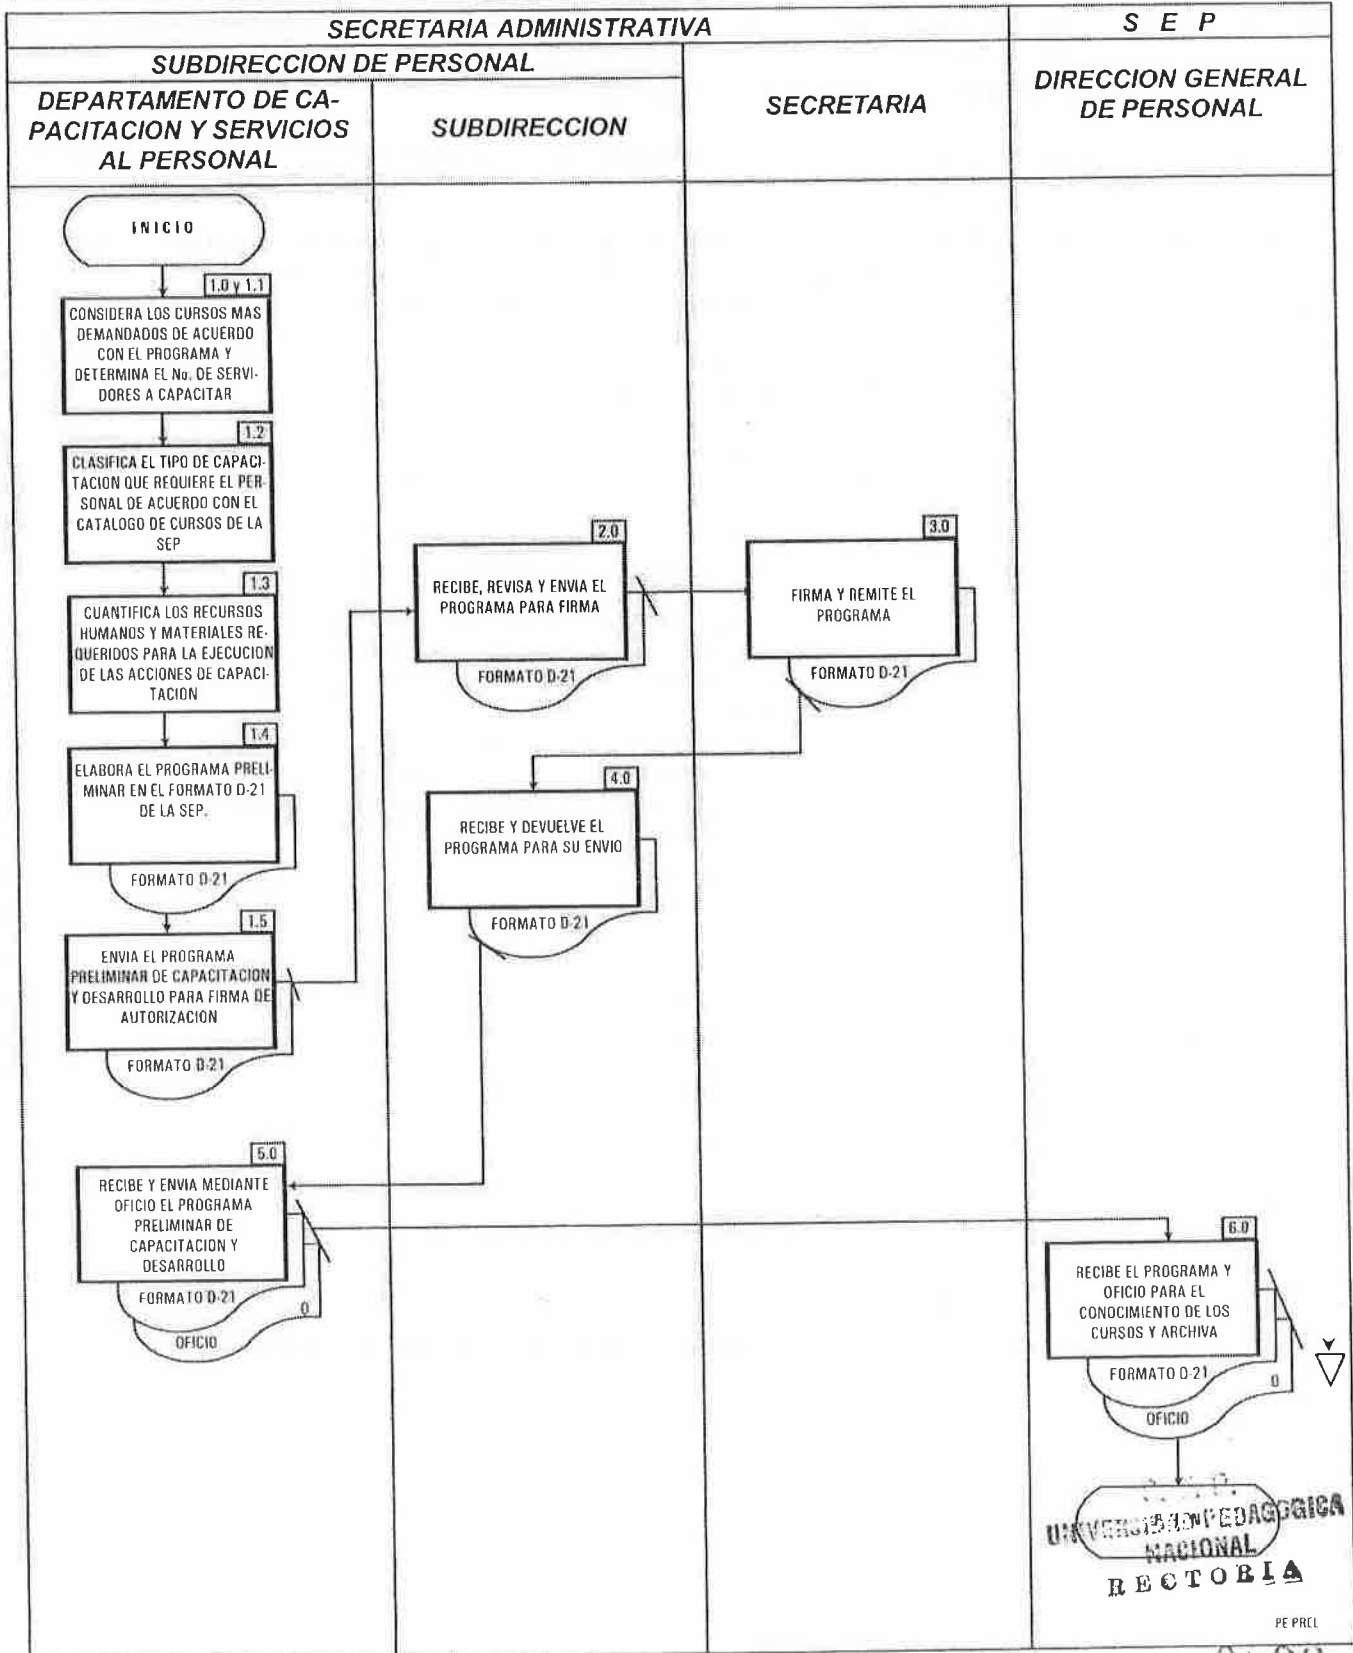 SECRETARIA ADMINISTRATIVA
S E P
SUBDIRECCION DE PERSONAL
DEPARTAMENTO DE CA-
PACITACION Y SERVICIOS
AL PERSONAL
SUBDIRECCION
SECRETARIA
DIRECCION GENERAL
DE PERSONAL
INICIO
1.0 y 1.1
CONSIDERA LOS CURSOS MAS
DEMANDADOS DE ACUERDO
CON EL PROGRAMA Y
DETERMINA EL No. DE SERVI-
DORES A CAPACITAR
1.2
CLASIFICA EL TIPO DE CAPACI-
TACION QUE REQUIERE EL PER-
SONAL DE ACUERDO CON EL
CATALOGO DE CURSOS DE LA
SEP
1.3
CUANTIFICA LOS RECURSOS
HUMANOS Y MATERIALES RE-
QUERIDOS PARA LA EJECUCION
DE LAS ACCIONES DE CAPACI-
TACION
1.4
ELABORA EL PROGRAMA PRELI-
MINAR EN EL FORMATO D-21
DE LA SEP.
FORMATO D-21
1.5
ENVIA EL PROGRAMA
PRELIMINAR DE CAPACITACION
Y DESARROLLO PARA FIRMA DE
AUTORIZACION
FORMATO D-21
2.0
RECIBE, REVISA Y ENVIA EL
PROGRAMA PARA FIRMA
FORMATO D-21
3.0
FIRMA Y REMITE EL
PROGRAMA
FORMATO D-21
4.0
RECIBE Y DEVUELVE EL
PROGRAMA PARA SU ENVIO
FORMATO D-21
5.0
RECIBE Y ENVIA MEDIANTE
OFICIO EL PROGRAMA
PRELIMINAR DE
CAPACITACION Y
DESARROLLO
FORMATO D-21
0
OFICIO
6.0
RECIBE EL PROGRAMA Y
OFICIO PARA EL
CONOCIMIENTO DE LOS
CURSOS Y ARCHIVA
FORMATO D-21
0
OFICIO
UNIVERSIDAD PEDAGOGICA
NACIONAL
RECTORIA
PE PREL